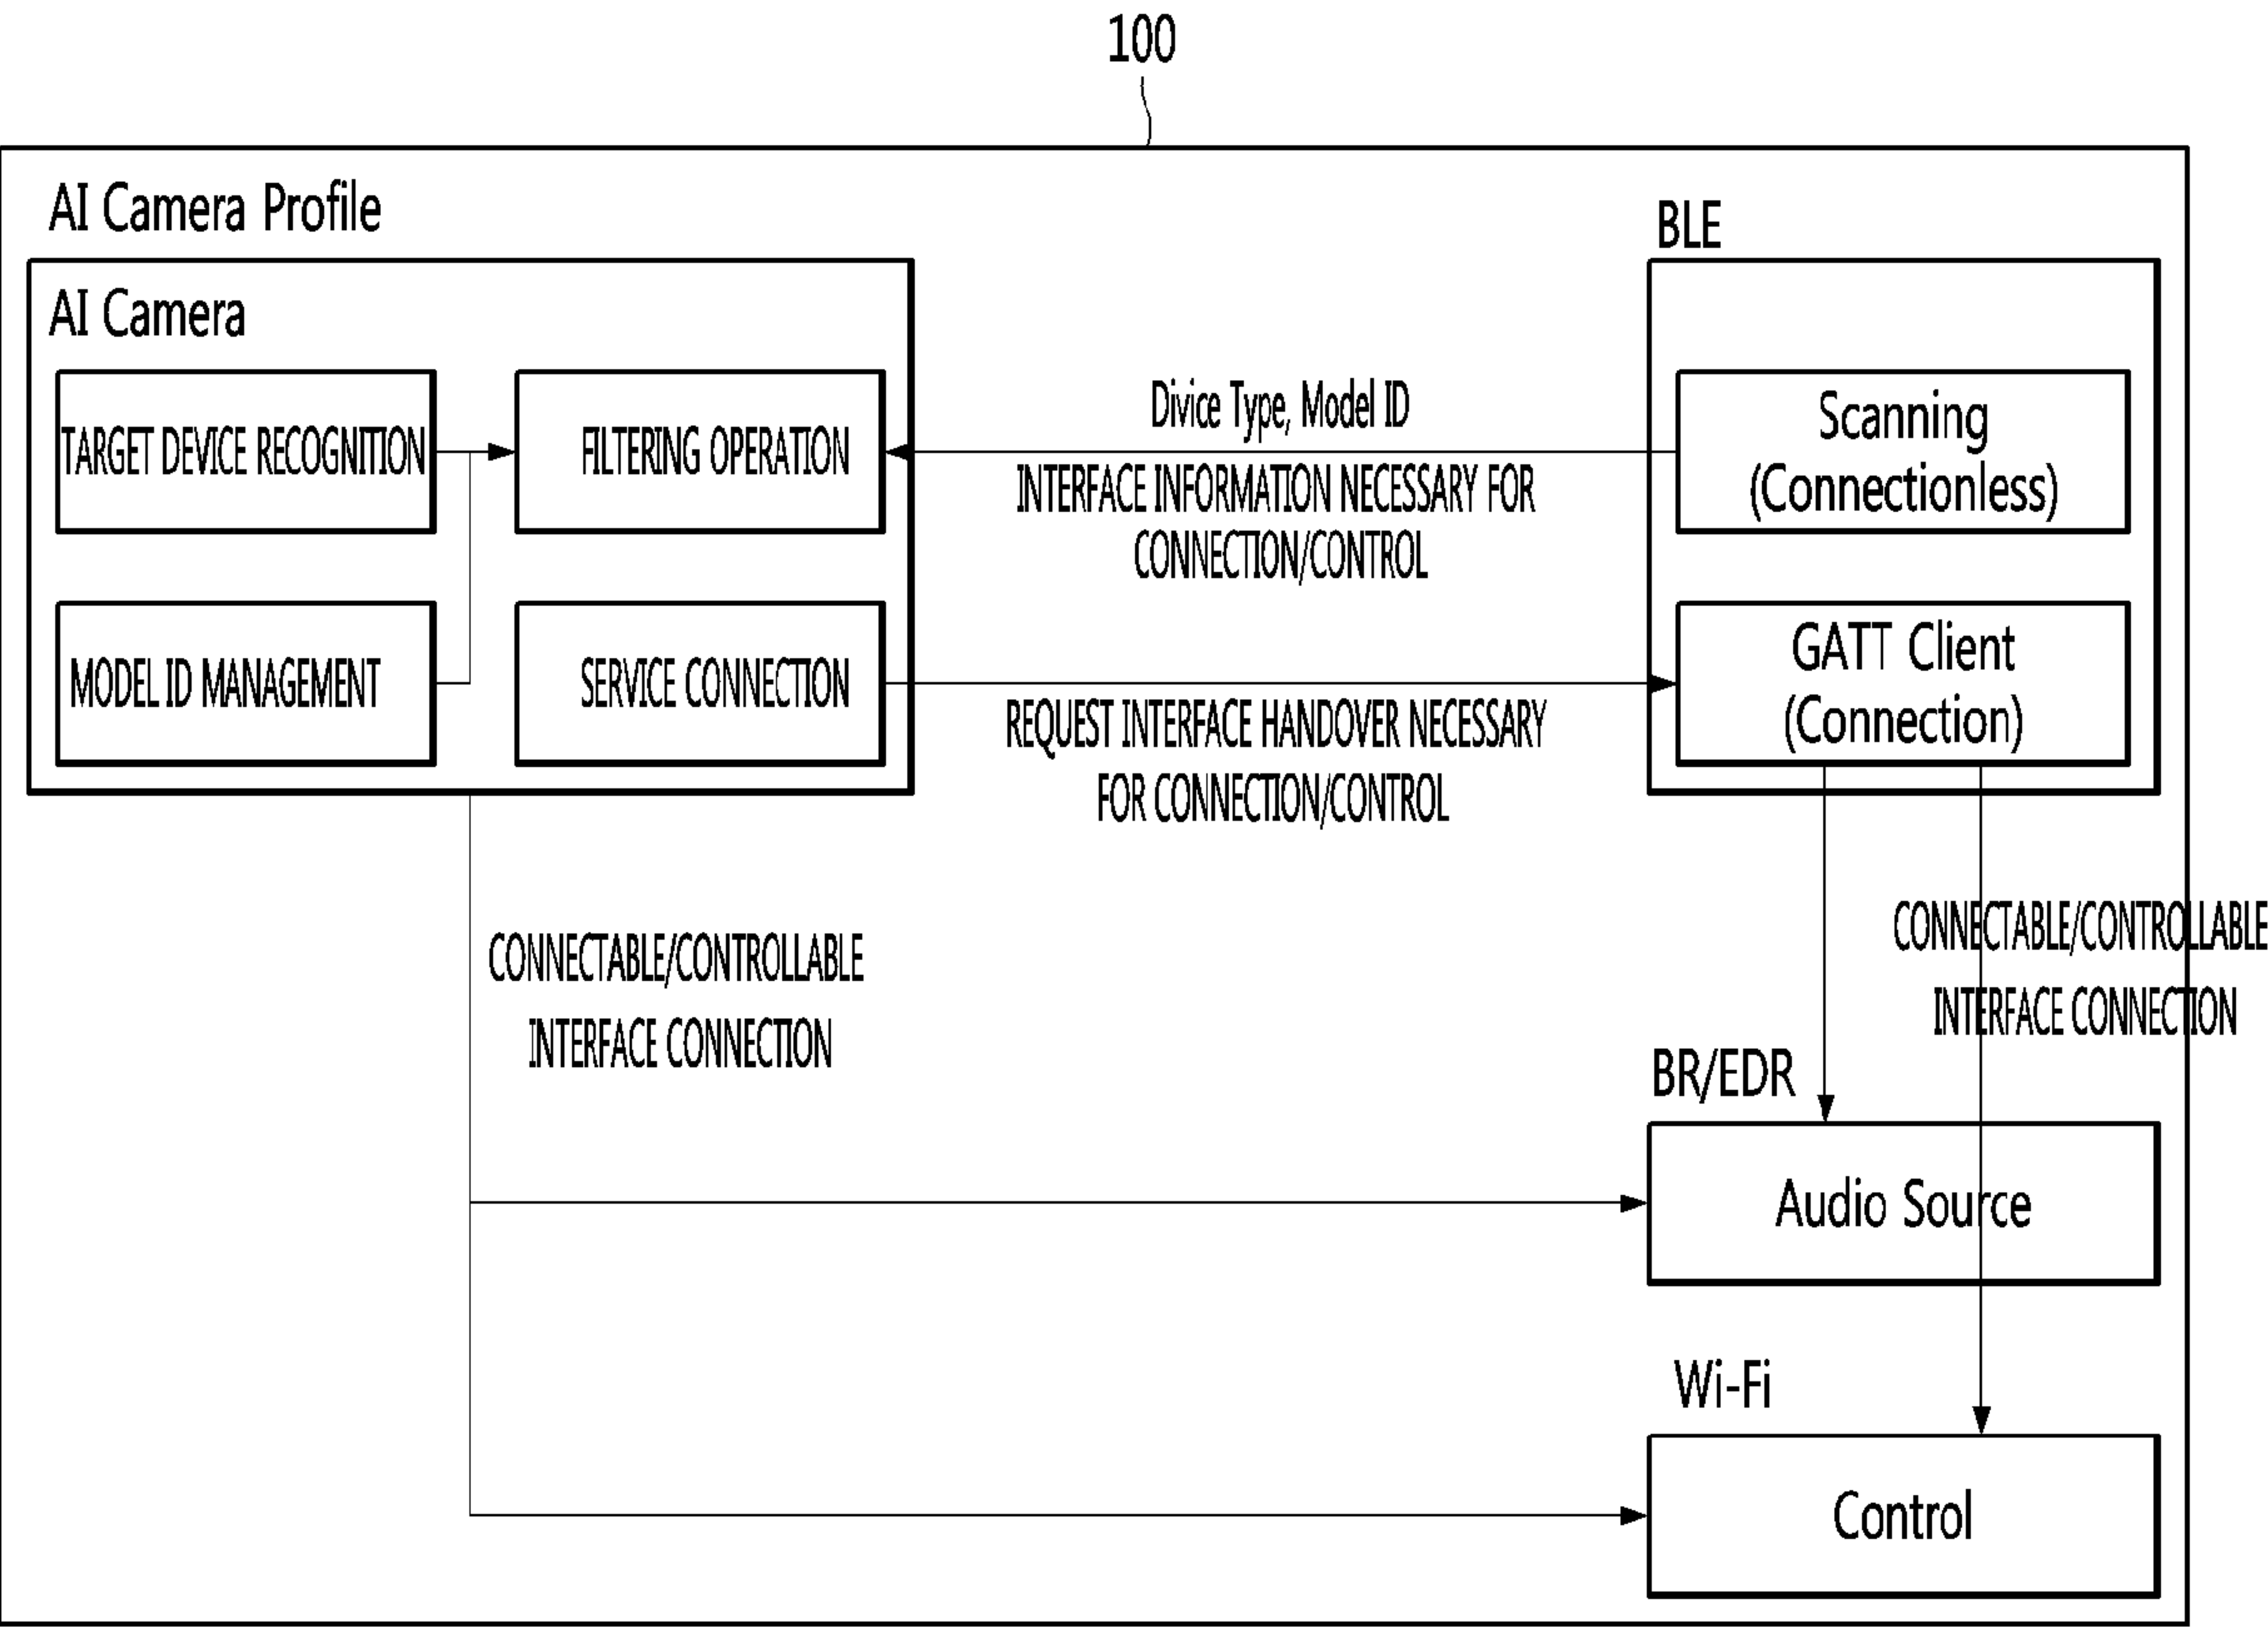 100
AI Camera Profile
BLE
AI Camera
TARGET DEVICE RECOGNITION
FILTERING OPERATION
Divice Type, Model ID
INTERFACE INFORMATION NECESSARY FOR
CONNECTION/CONTROL
Scanning
(Connectionless)
MODEL ID MANAGEMENT
SERVICE CONNECTION
REQUEST INTERFACE HANDOVER NECESSARY
FOR CONNECTION/CONTROL
GATT Client
(Connection)
CONNECTABLE/CONTROLLABLE
INTERFACE CONNECTION
CONNECTABLE/CONTROLLABLE
INTERFACE CONNECTION
BR/EDR
Audio Source
Wi-Fi
Control